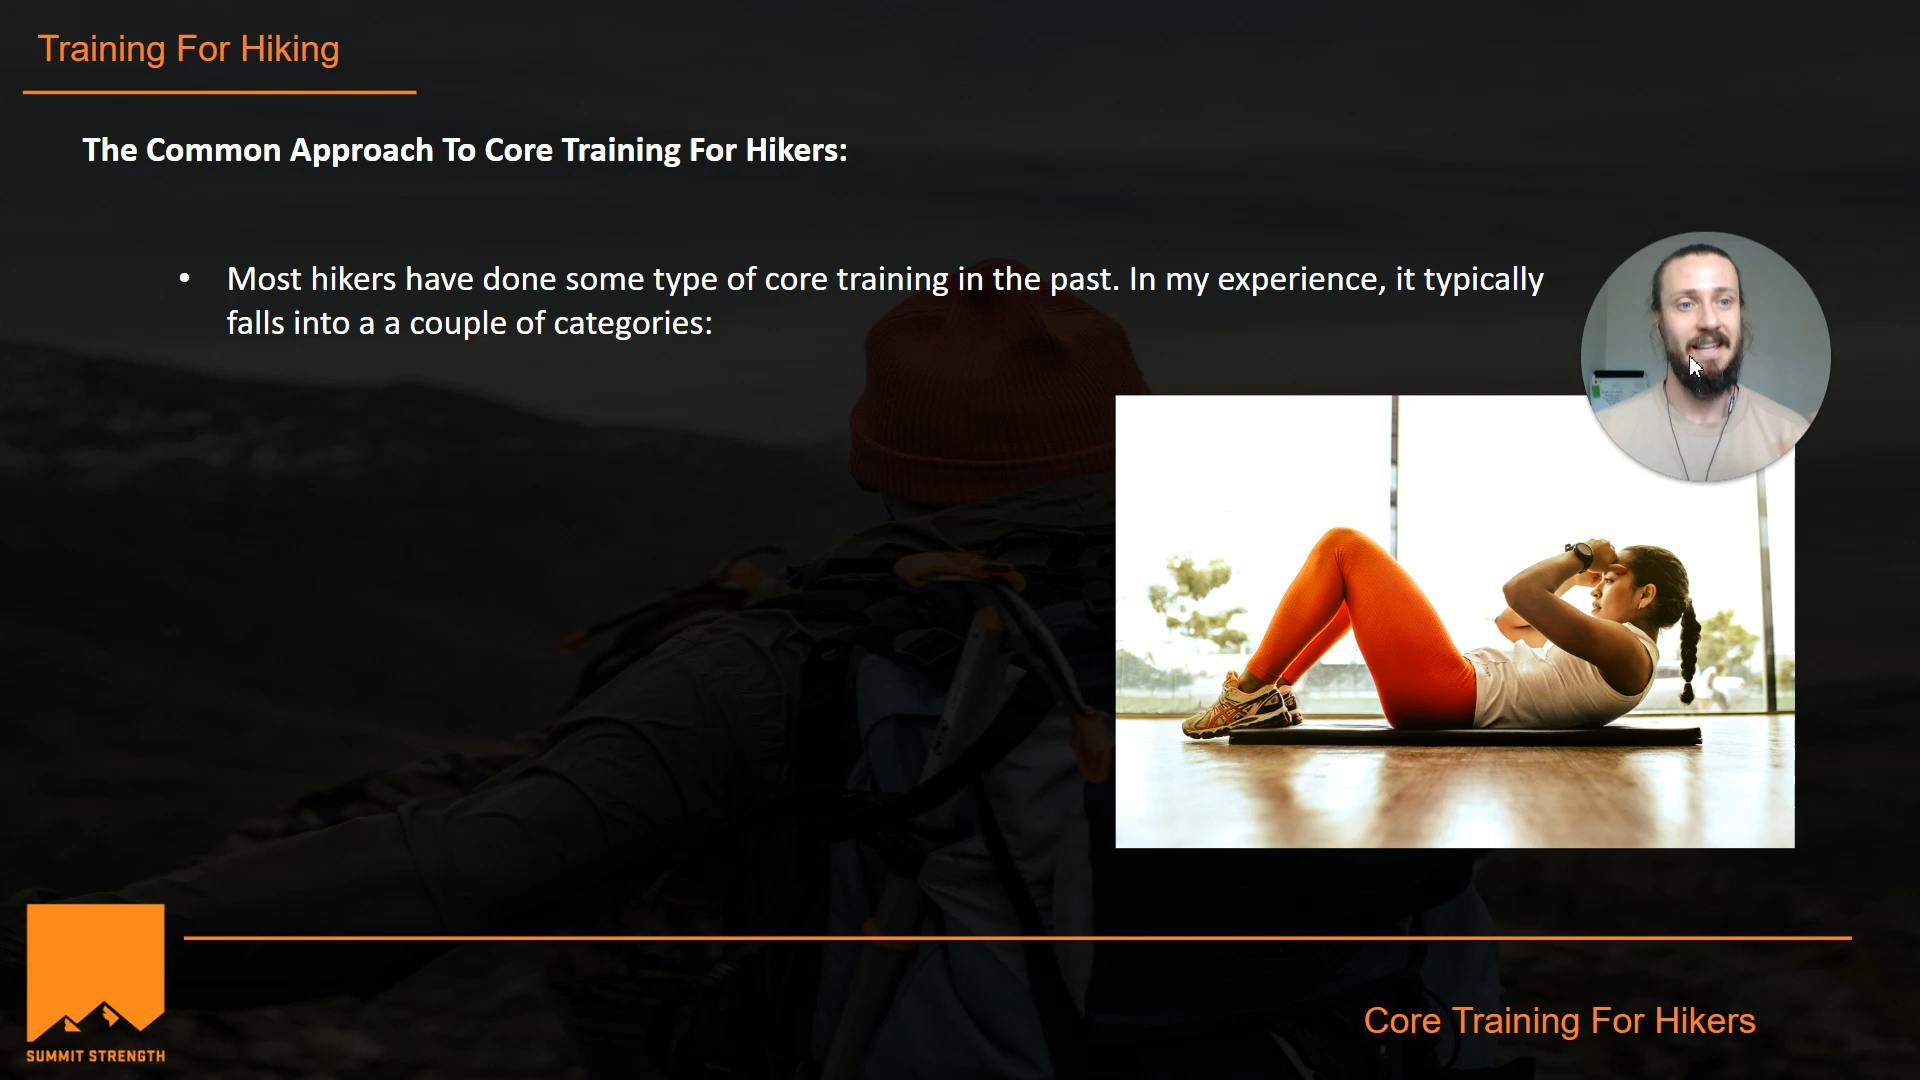 Training For Hiking
The Common Approach To Core Training For Hikers:
• Most hikers have done some type of core training in the past. In my experience, it typically
falls into a a couple of categories:
SUMMIT STRENGTH
Core Training For Hikers